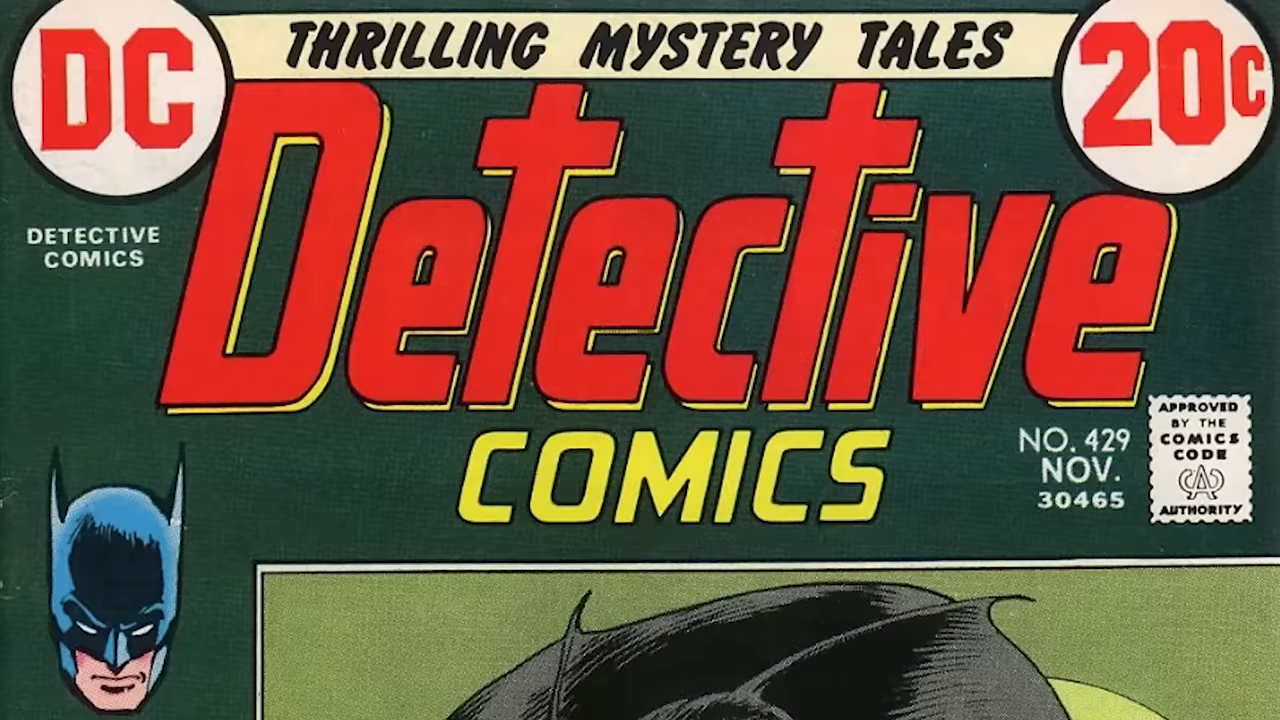 DC
THRILLING MYSTERY TALES
20¢
Detective
COMICS
DETECTIVE
COMICS
NO. 429
NOV.
30465
APPROVED
BY THE
COMICS
CODE
CA
AUTHORITY